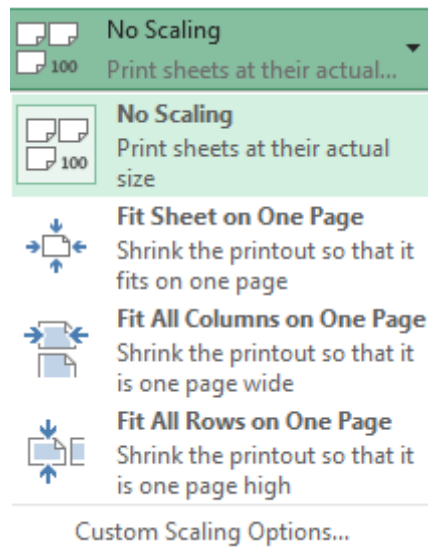 No Scaling
100 Print sheets at their actual...
No Scaling
Print sheets at their actual
100
size
Fit Sheet on One Page
Shrink the printout so that it
fits on one page
Fit All Columns on One Page
Shrink the printout so that it
is one page wide
Fit All Rows on One Page
Shrink the printout so that it
is one page high
Custom Scaling Options...